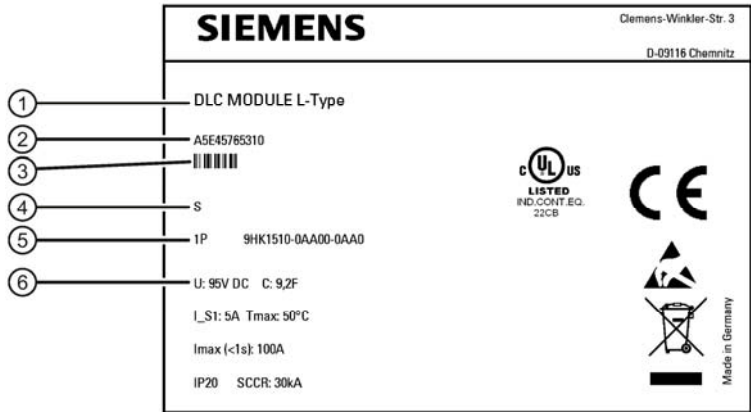 SIEMENS
Clemens-Winkler-Str. 3
D-09116 Chemnitz
1 DLC MODULE L-Type
2 A5E45765310
3
4 S
5 1P 9HK1510-0AA00-0AA0
6 U: 95V DC C: 9,2F
I_S1: 5A Tmax: 50°C
Imax (<1s): 100A
IP20 SCCR: 30kA
C UL US
LISTED
IND.CONT.EQ.
22CB
CE
Made in Germany